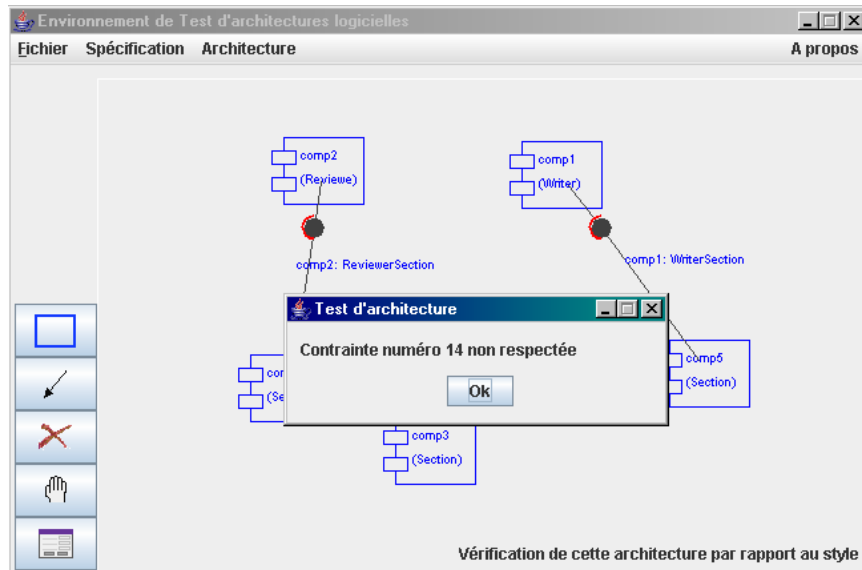 Environnement de Test d'architectures logicielles
Fichier Spécification Architecture A propos
comp2
(Reviewe)
comp1
(Writer)
comp2: ReviewerSection
comp1: WriterSection
Test d'architecture
Contrainte numéro 14 non respectée
Ok
comp5
(Section)
comp3
(Section)
Vérification de cette architecture par rapport au style